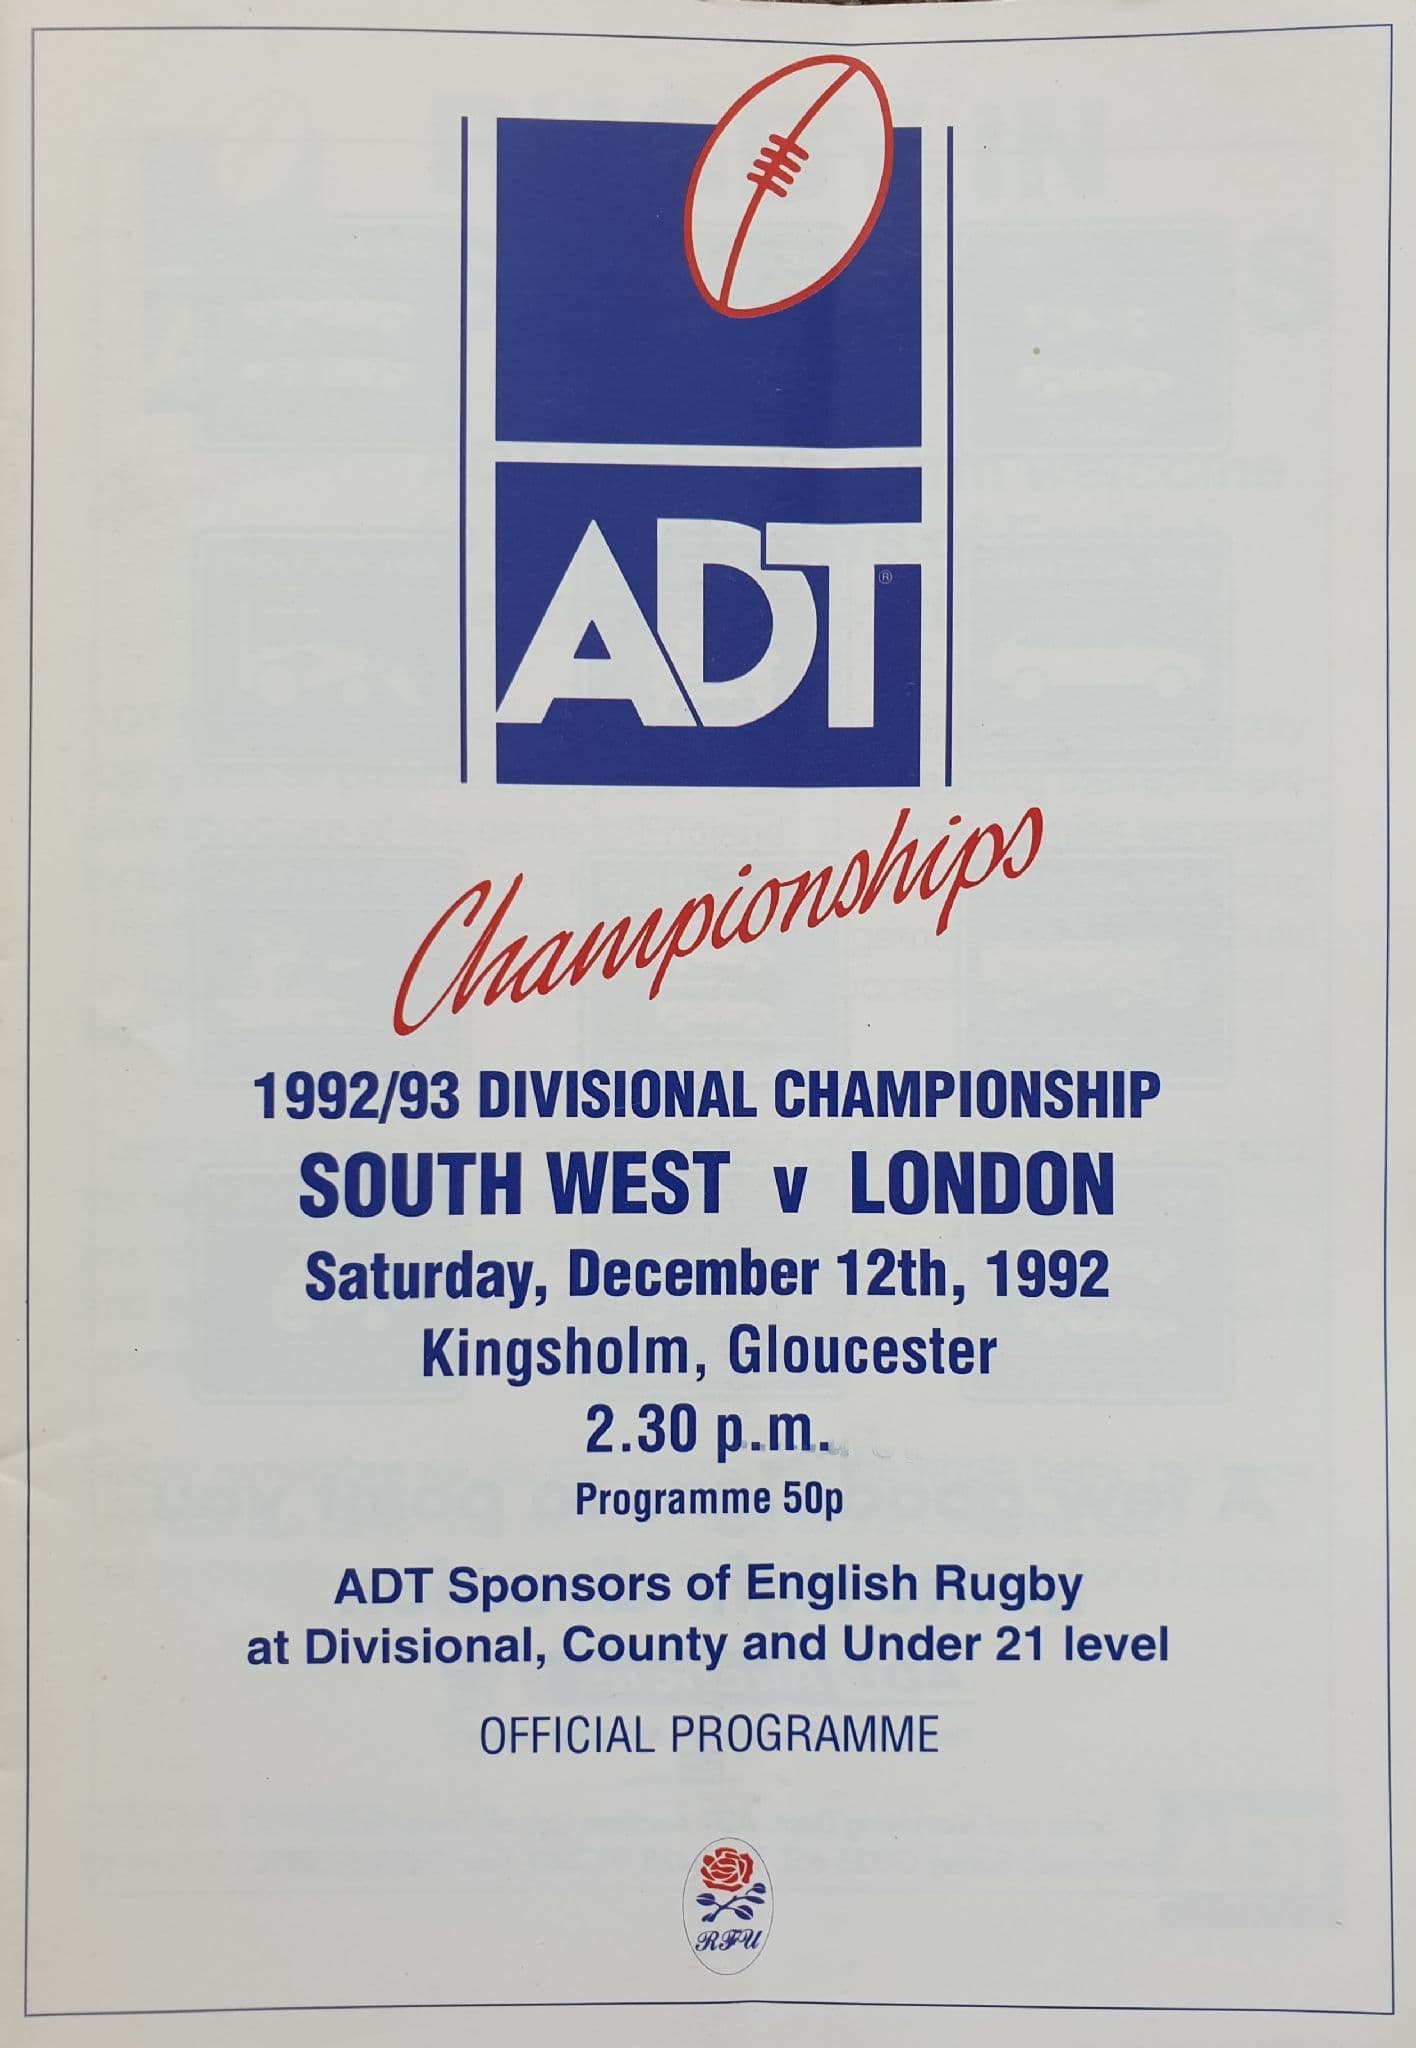 ADT
®
Championships
1992/93 DIVISIONAL CHAMPIONSHIP
SOUTH WEST v LONDON
Saturday, December 12th, 1992
Kingsholm, Gloucester
2.30 p.m.
Programme 50p
ADT Sponsors of English Rugby
at Divisional, County and Under 21 level
OFFICIAL PROGRAMME
RFU